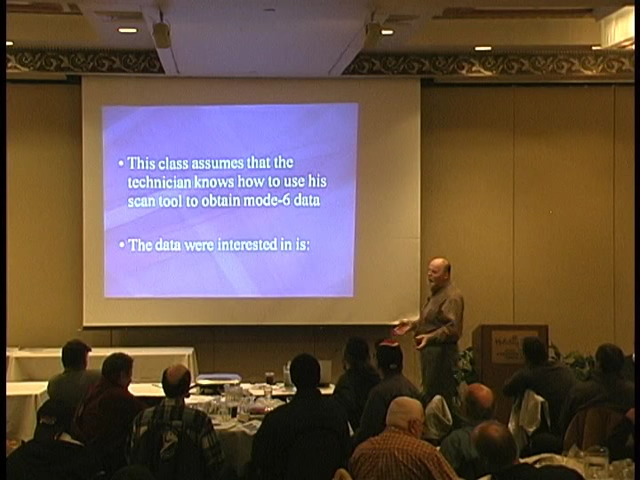 • This class assumes that the
technician knows how to use his
scan tool to obtain mode-6 data
• The data were interested in is: